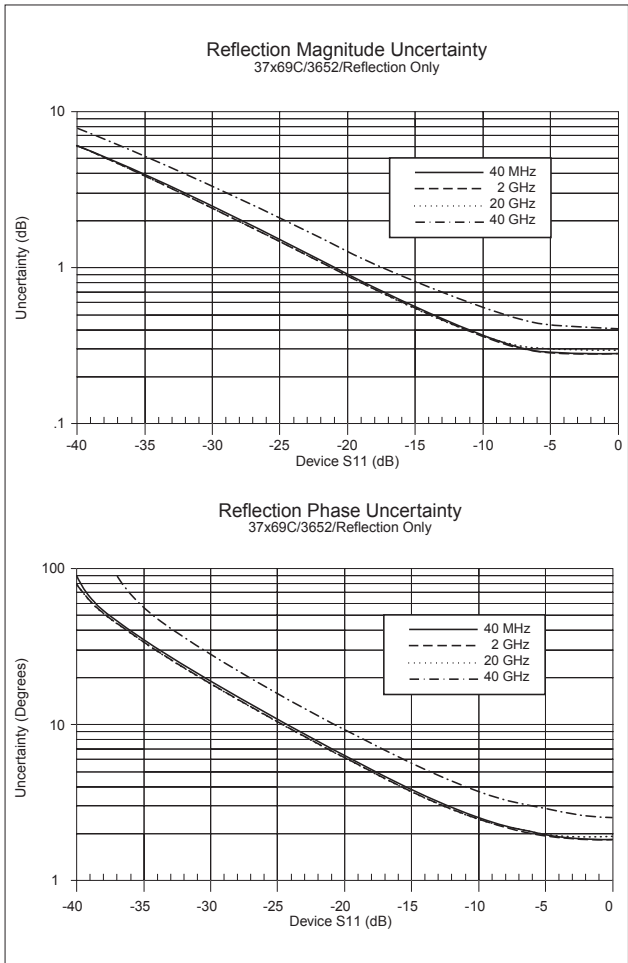 Reflection Magnitude Uncertainty
37x69C/3652/Reflection Only
Uncertainty (dB)
10
1
.1
40 MHz
2 GHz
20 GHz
40 GHz
-40 -35 -30 -25 -20 -15 -10 -5 0
Device S11 (dB)
Reflection Phase Uncertainty
37x69C/3652/Reflection Only
Uncertainty (Degrees)
100
10
1
40 MHz
2 GHz
20 GHz
40 GHz
-40 -35 -30 -25 -20 -15 -10 -5 0
Device S11 (dB)